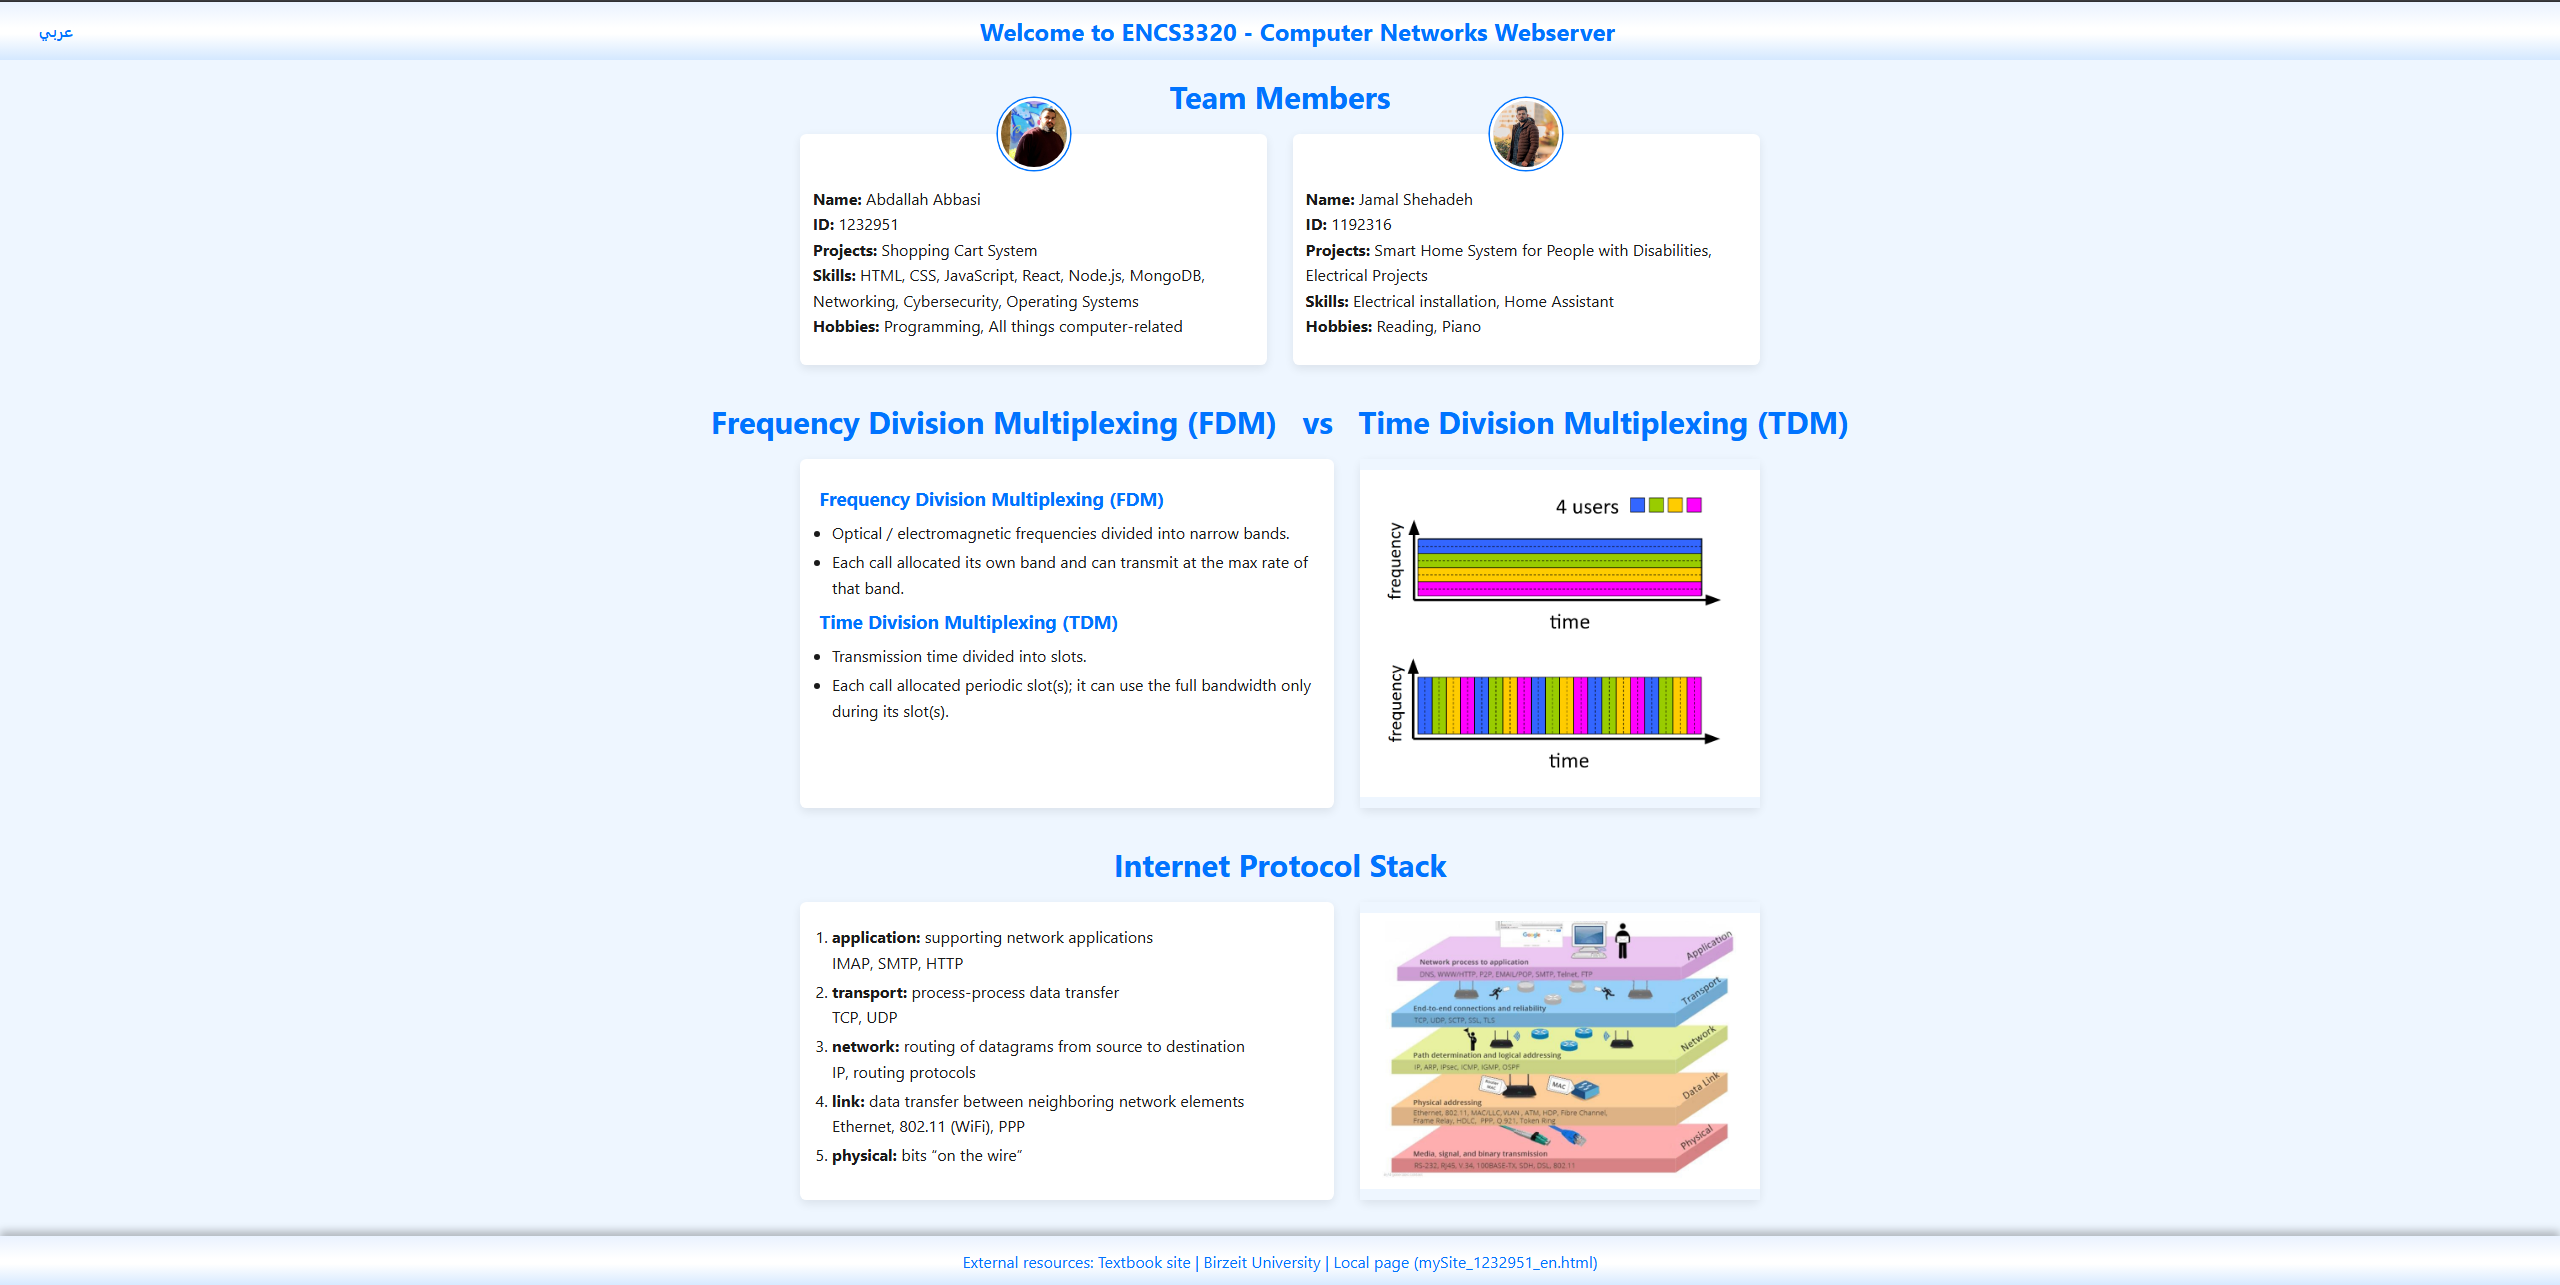 عربي
Welcome to ENCS3320 - Computer Networks Webserver
Team Members
Name: Abdallah Abbasi
ID: 1232951
Projects: Shopping Cart System
Skills: HTML, CSS, JavaScript, React, Node.js, MongoDB,
Networking, Cybersecurity, Operating Systems
Hobbies: Programming, All things computer-related
Name: Jamal Shehadeh
ID: 1192316
Projects: Smart Home System for People with Disabilities,
Electrical Projects
Skills: Electrical installation, Home Assistant
Hobbies: Reading, Piano
Frequency Division Multiplexing (FDM) vs Time Division Multiplexing (TDM)
Frequency Division Multiplexing (FDM)
• Optical / electromagnetic frequencies divided into narrow bands.
• Each call allocated its own band and can transmit at the max rate of
that band.
Time Division Multiplexing (TDM)
• Transmission time divided into slots.
• Each call allocated periodic slot(s); it can use the full bandwidth only
during its slot(s).
4 users
frequency
time
frequency
time
Internet Protocol Stack
1. application: supporting network applications
IMAP, SMTP, HTTP
2. transport: process-process data transfer
TCP, UDP
3. network: routing of datagrams from source to destination
IP, routing protocols
4. link: data transfer between neighboring network elements
Ethernet, 802.11 (WiFi), PPP
5. physical: bits “on the wire”
Google
Application
Network process to application
DNS, WWW/HTTP, P2P, EMAIL/POP, SMTP, Telnet, FTP
Transport
End-to-end connections and reliability
TCP, UDP, SCTP, SSL, TLS
Network
Path determination and logical addressing
IP, ARP, IPsec, ICMP, IGMP, OSPF
MAC
Data Link
Physical addressing
Ethernet, 802.11, MAC/LLC, VLAN, ATM, HDP, Fibre Channel,
Frame Relay, HDLC, PPP, Q.921, Token Ring
Physical
Media, signal, and binary transmission
RS-232, RJ45, V.34, 100BASE-TX, SDH, DSL, 802.11
External resources: Textbook site | Birzeit University | Local page (mySite_1232951_en.html)